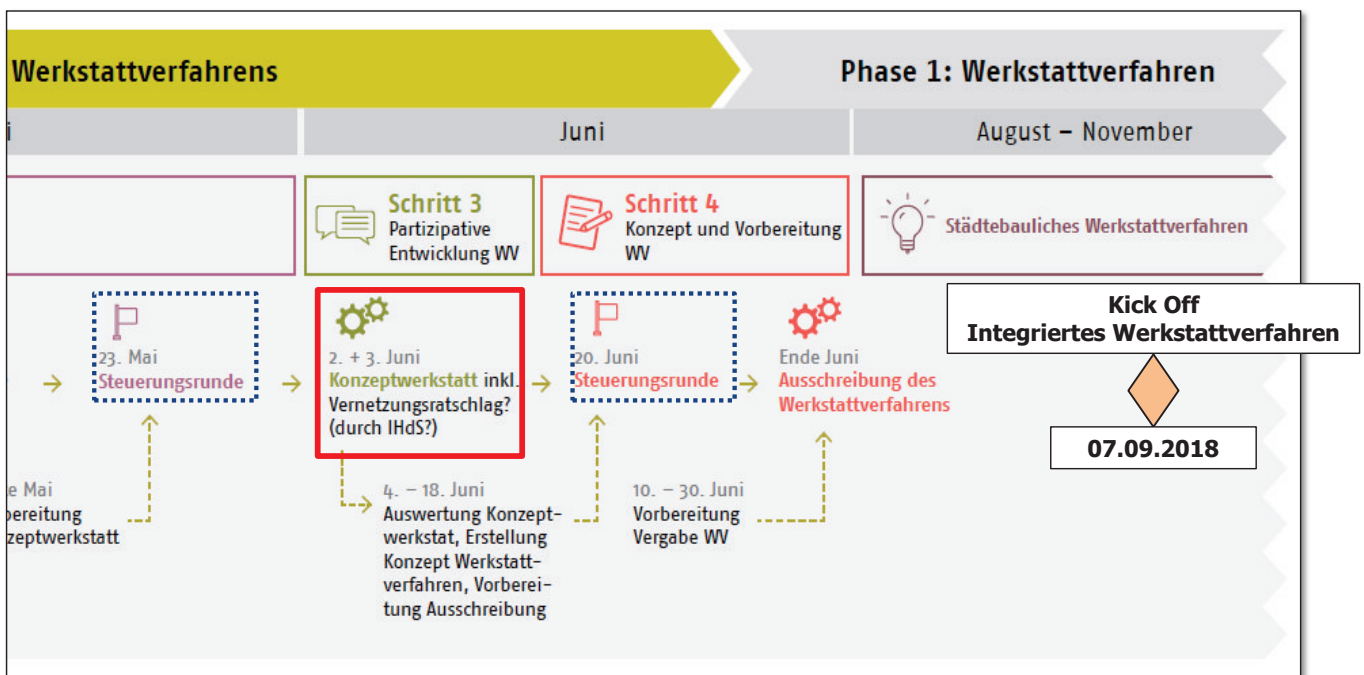 Werkstattverfahrens
Phase 1: Werkstattverfahren
Juni
August – November
Schritt 3
Partizipative
Entwicklung WV
Schritt 4
Konzept und Vorbereitung
WV
Städtebauliches Werkstattverfahren
Kick Off
Integriertes Werkstattverfahren
07.09.2018
23. Mai
Steuerungsrunde
2. + 3. Juni
Konzeptwerkstatt inkl.
Vernetzungsratschlag?
(durch IHdS?)
20. Juni
Steuerungsrunde
Ende Juni
Ausschreibung des
Werkstattverfahrens
e Mai
bereitung
zeptwerkstatt
4. – 18. Juni
Auswertung Konzept-
werkstat, Erstellung
Konzept Werkstatt-
verfahren, Vorberei-
tung Ausschreibung
10. – 30. Juni
Vorbereitung
Vergabe WV